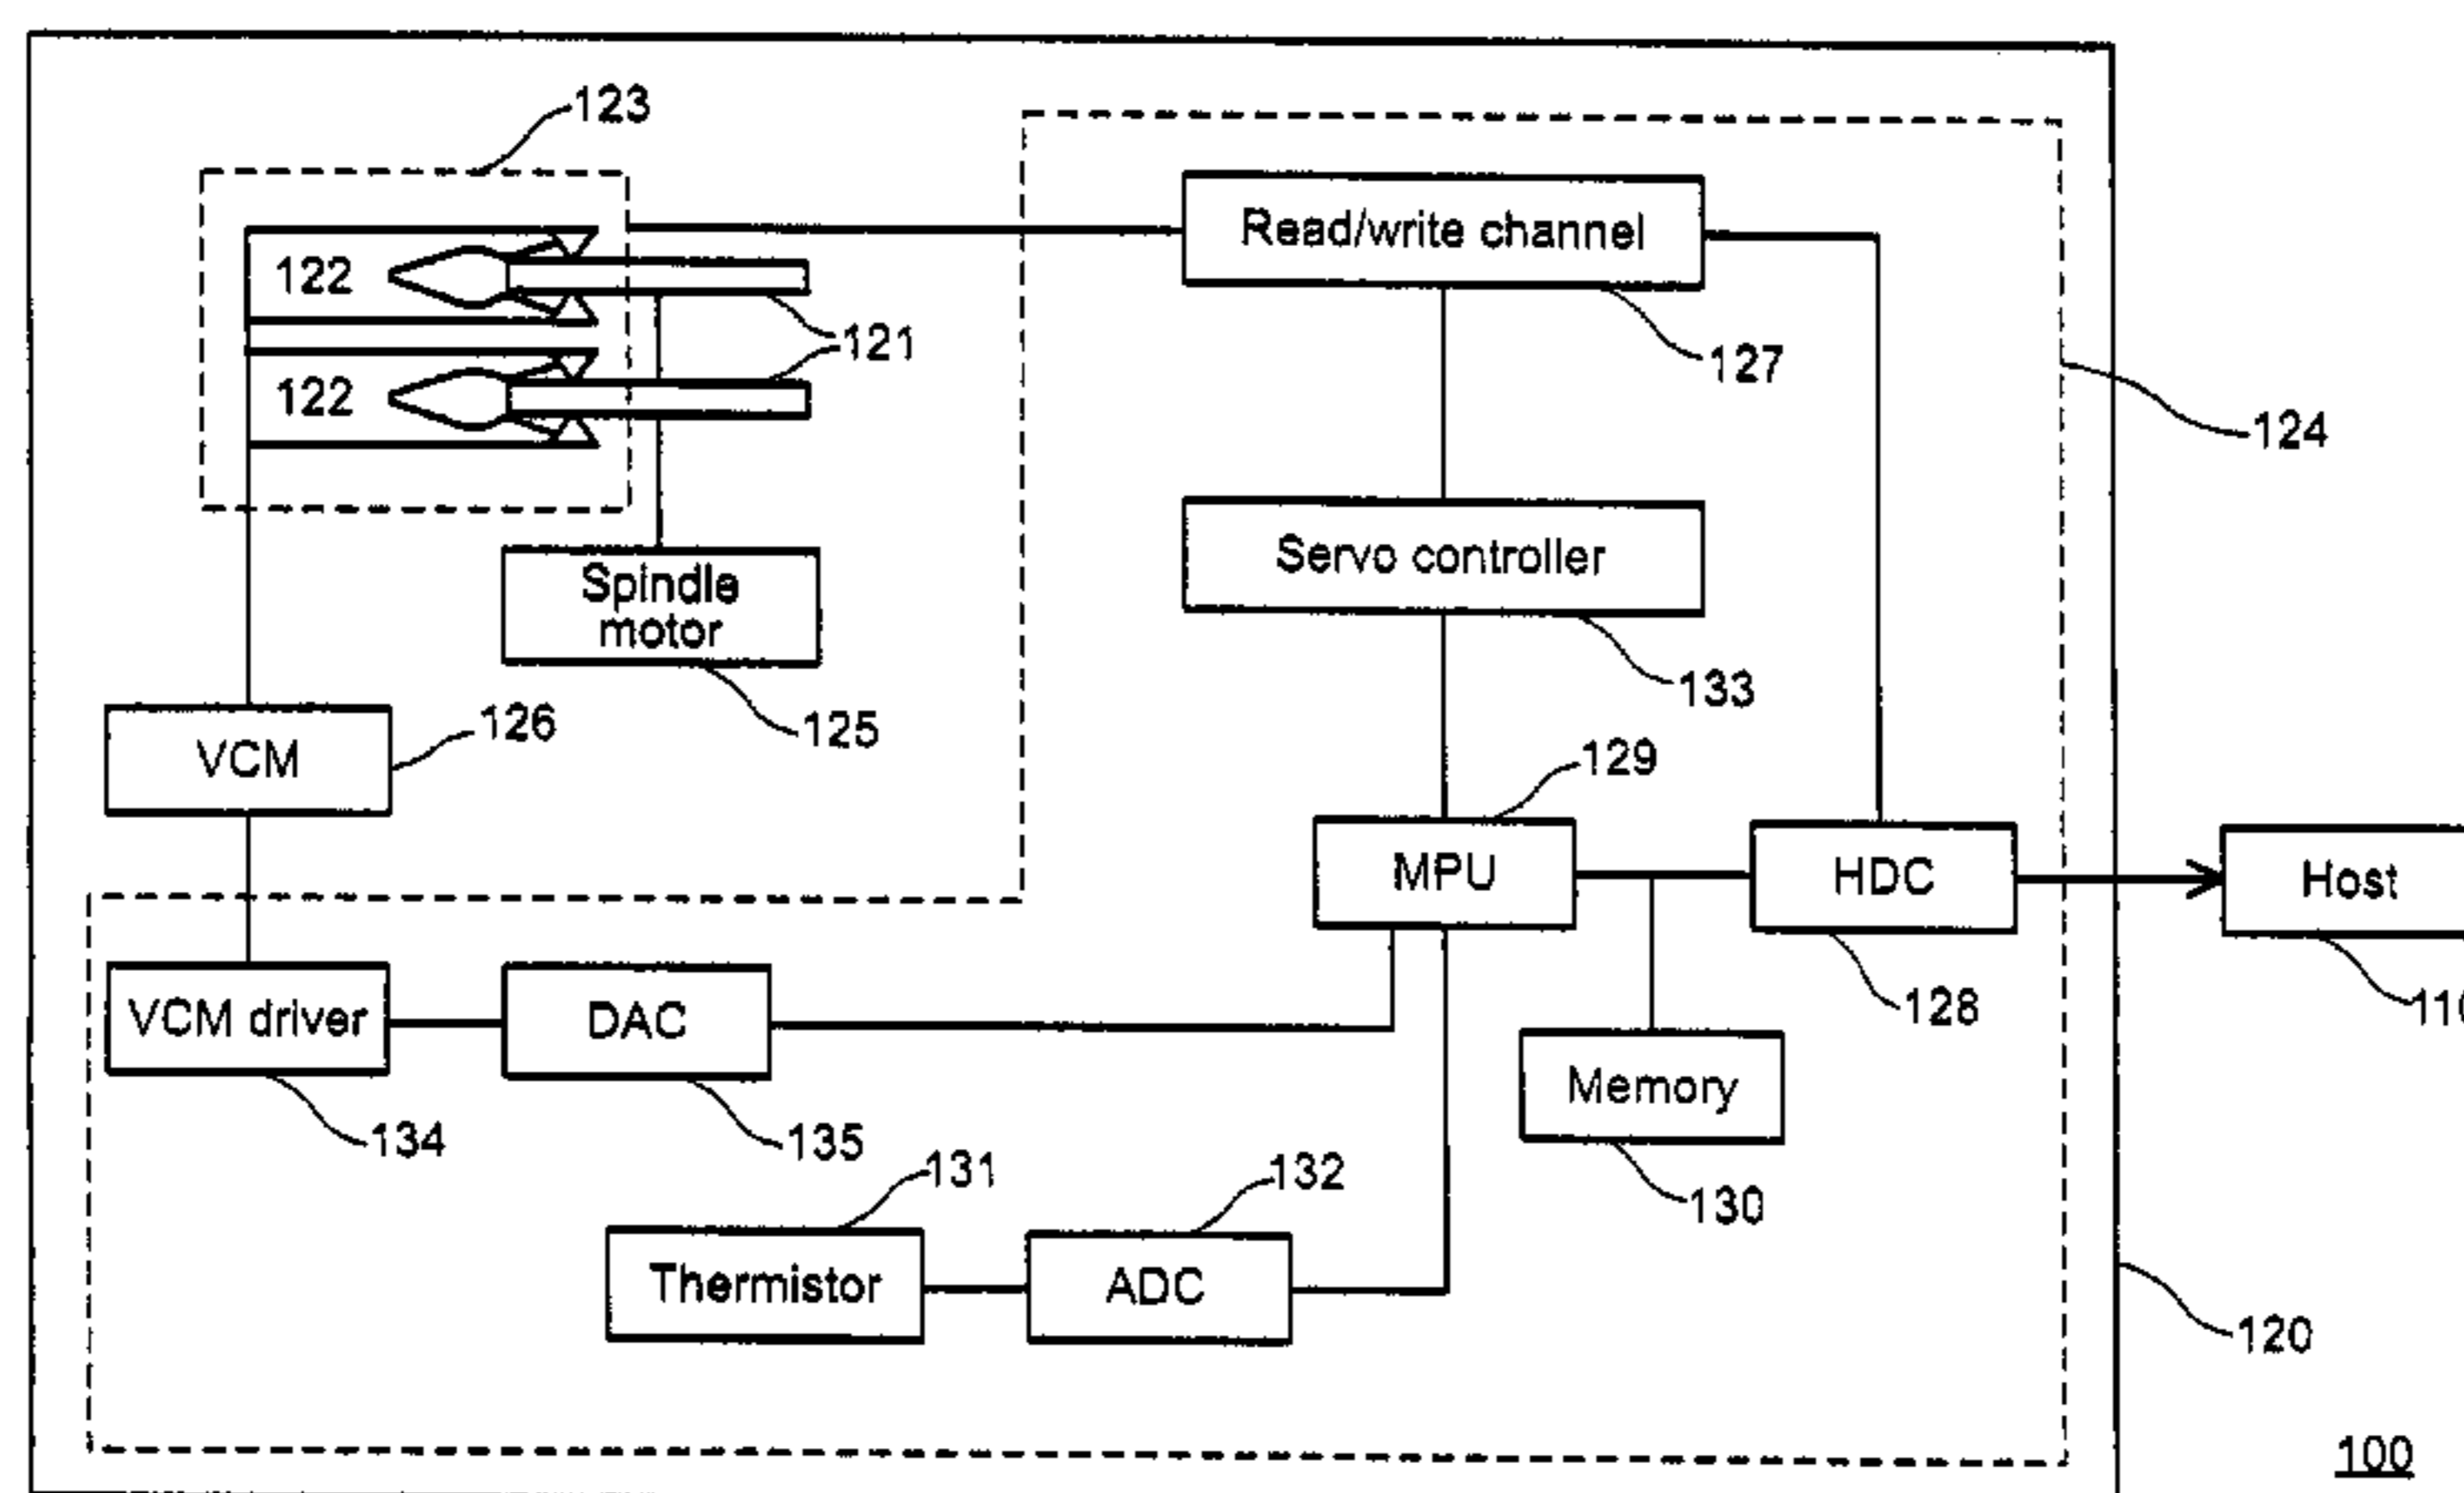 123
Read/write channel
122
121
127
122
124
Servo controller
Spindle
motor
133
125
126
VCM
129
MPU
HDC
Host
VCM driver
DAC
128
Memory
134
135
131
132
130
Thermistor
ADC
120
100